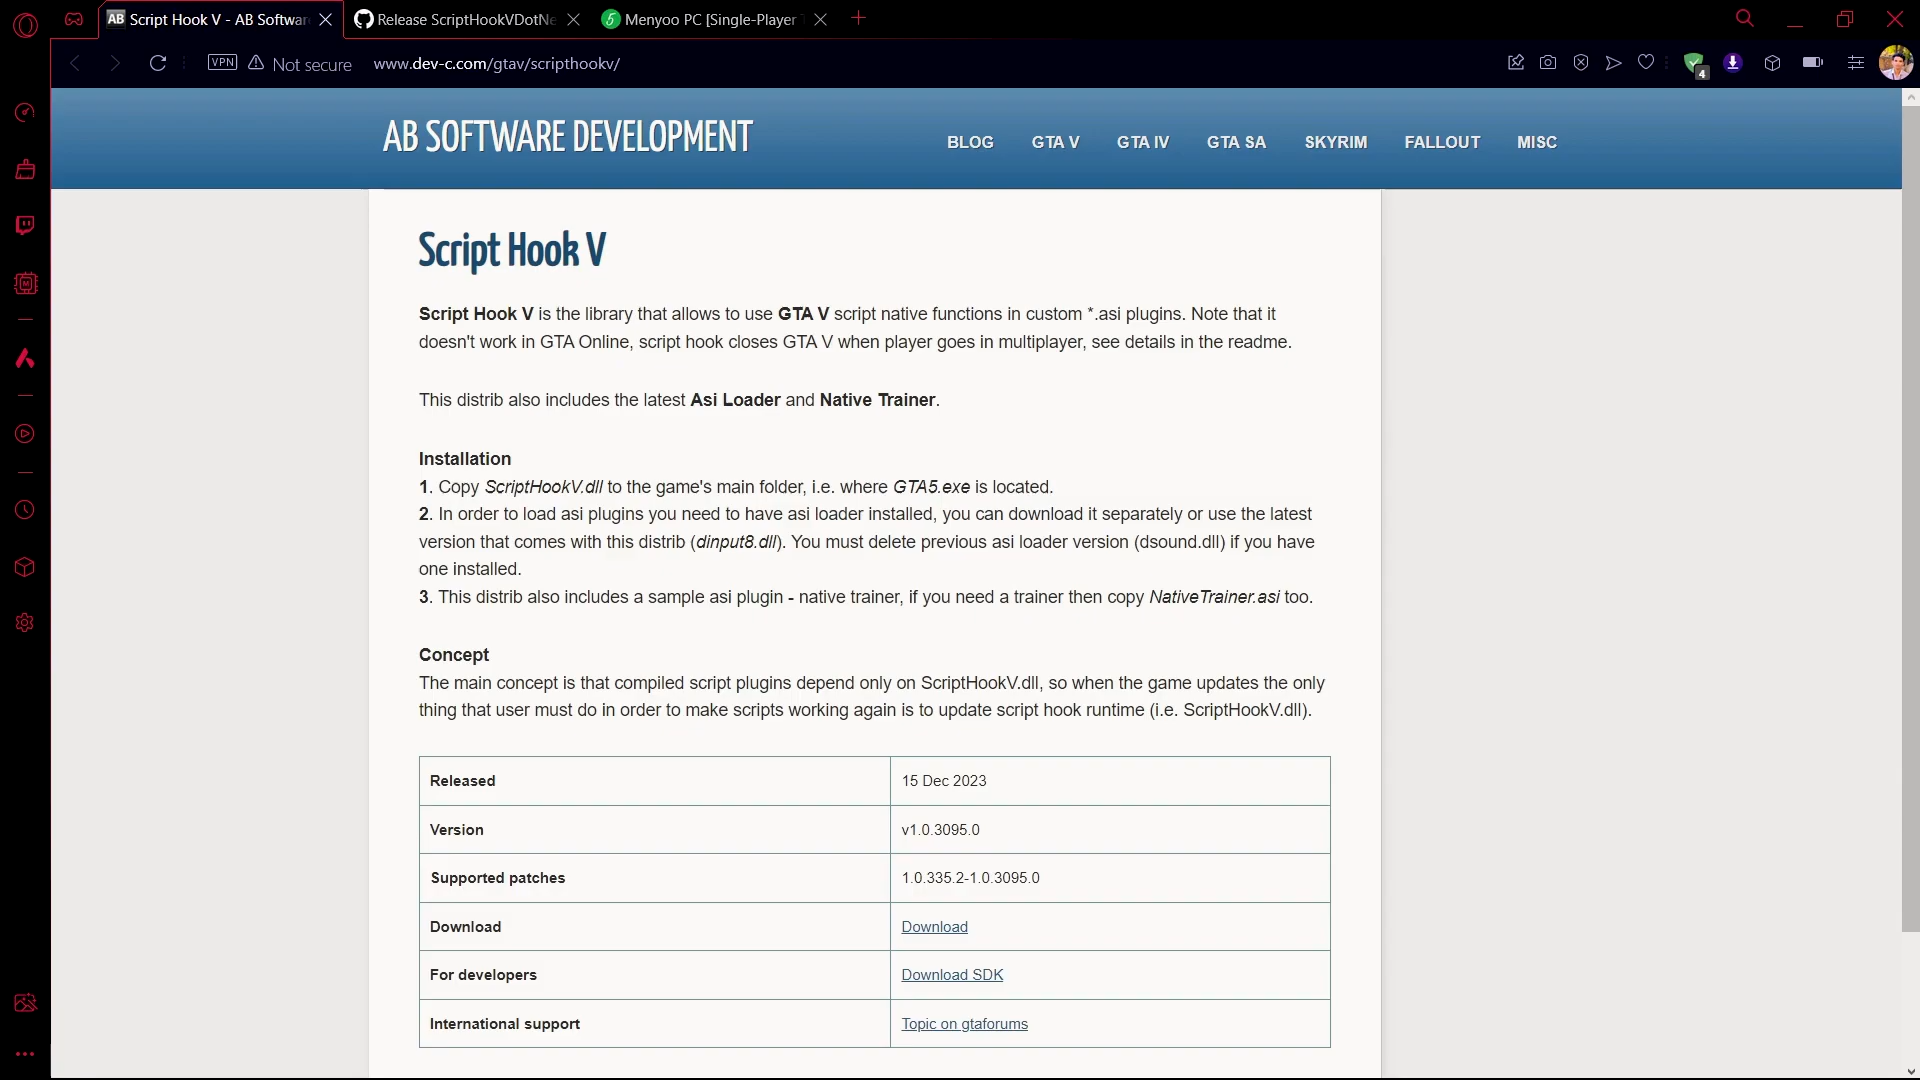 AB Script Hook V - AB Softwar
Release ScriptHookVDotNe
5 Menyoo PC [Single-Player T
VPN Not secure www.dev-c.com/gtav/scripthookv/
4
AB SOFTWARE DEVELOPMENT
BLOG GTA V GTA IV GTA SA SKYRIM FALLOUT MISC
Script Hook V
Script Hook V is the library that allows to use GTA V script native functions in custom *.asi plugins. Note that it
doesn't work in GTA Online, script hook closes GTA V when player goes in multiplayer, see details in the readme.
This distrib also includes the latest Asi Loader and Native Trainer.
Installation
1. Copy ScriptHookV.dll to the game's main folder, i.e. where GTA5.exe is located.
2. In order to load asi plugins you need to have asi loader installed, you can download it separately or use the latest
version that comes with this distrib (dinput8.dll). You must delete previous asi loader version (dsound.dll) if you have
one installed.
3. This distrib also includes a sample asi plugin - native trainer, if you need a trainer then copy NativeTrainer.asi too.
Concept
The main concept is that compiled script plugins depend only on ScriptHookV.dll, so when the game updates the only
thing that user must do in order to make scripts working again is to update script hook runtime (i.e. ScriptHookV.dll).
Released 15 Dec 2023
Version v1.0.3095.0
Supported patches 1.0.335.2-1.0.3095.0
Download Download
For developers Download SDK
International support Topic on gtaforums